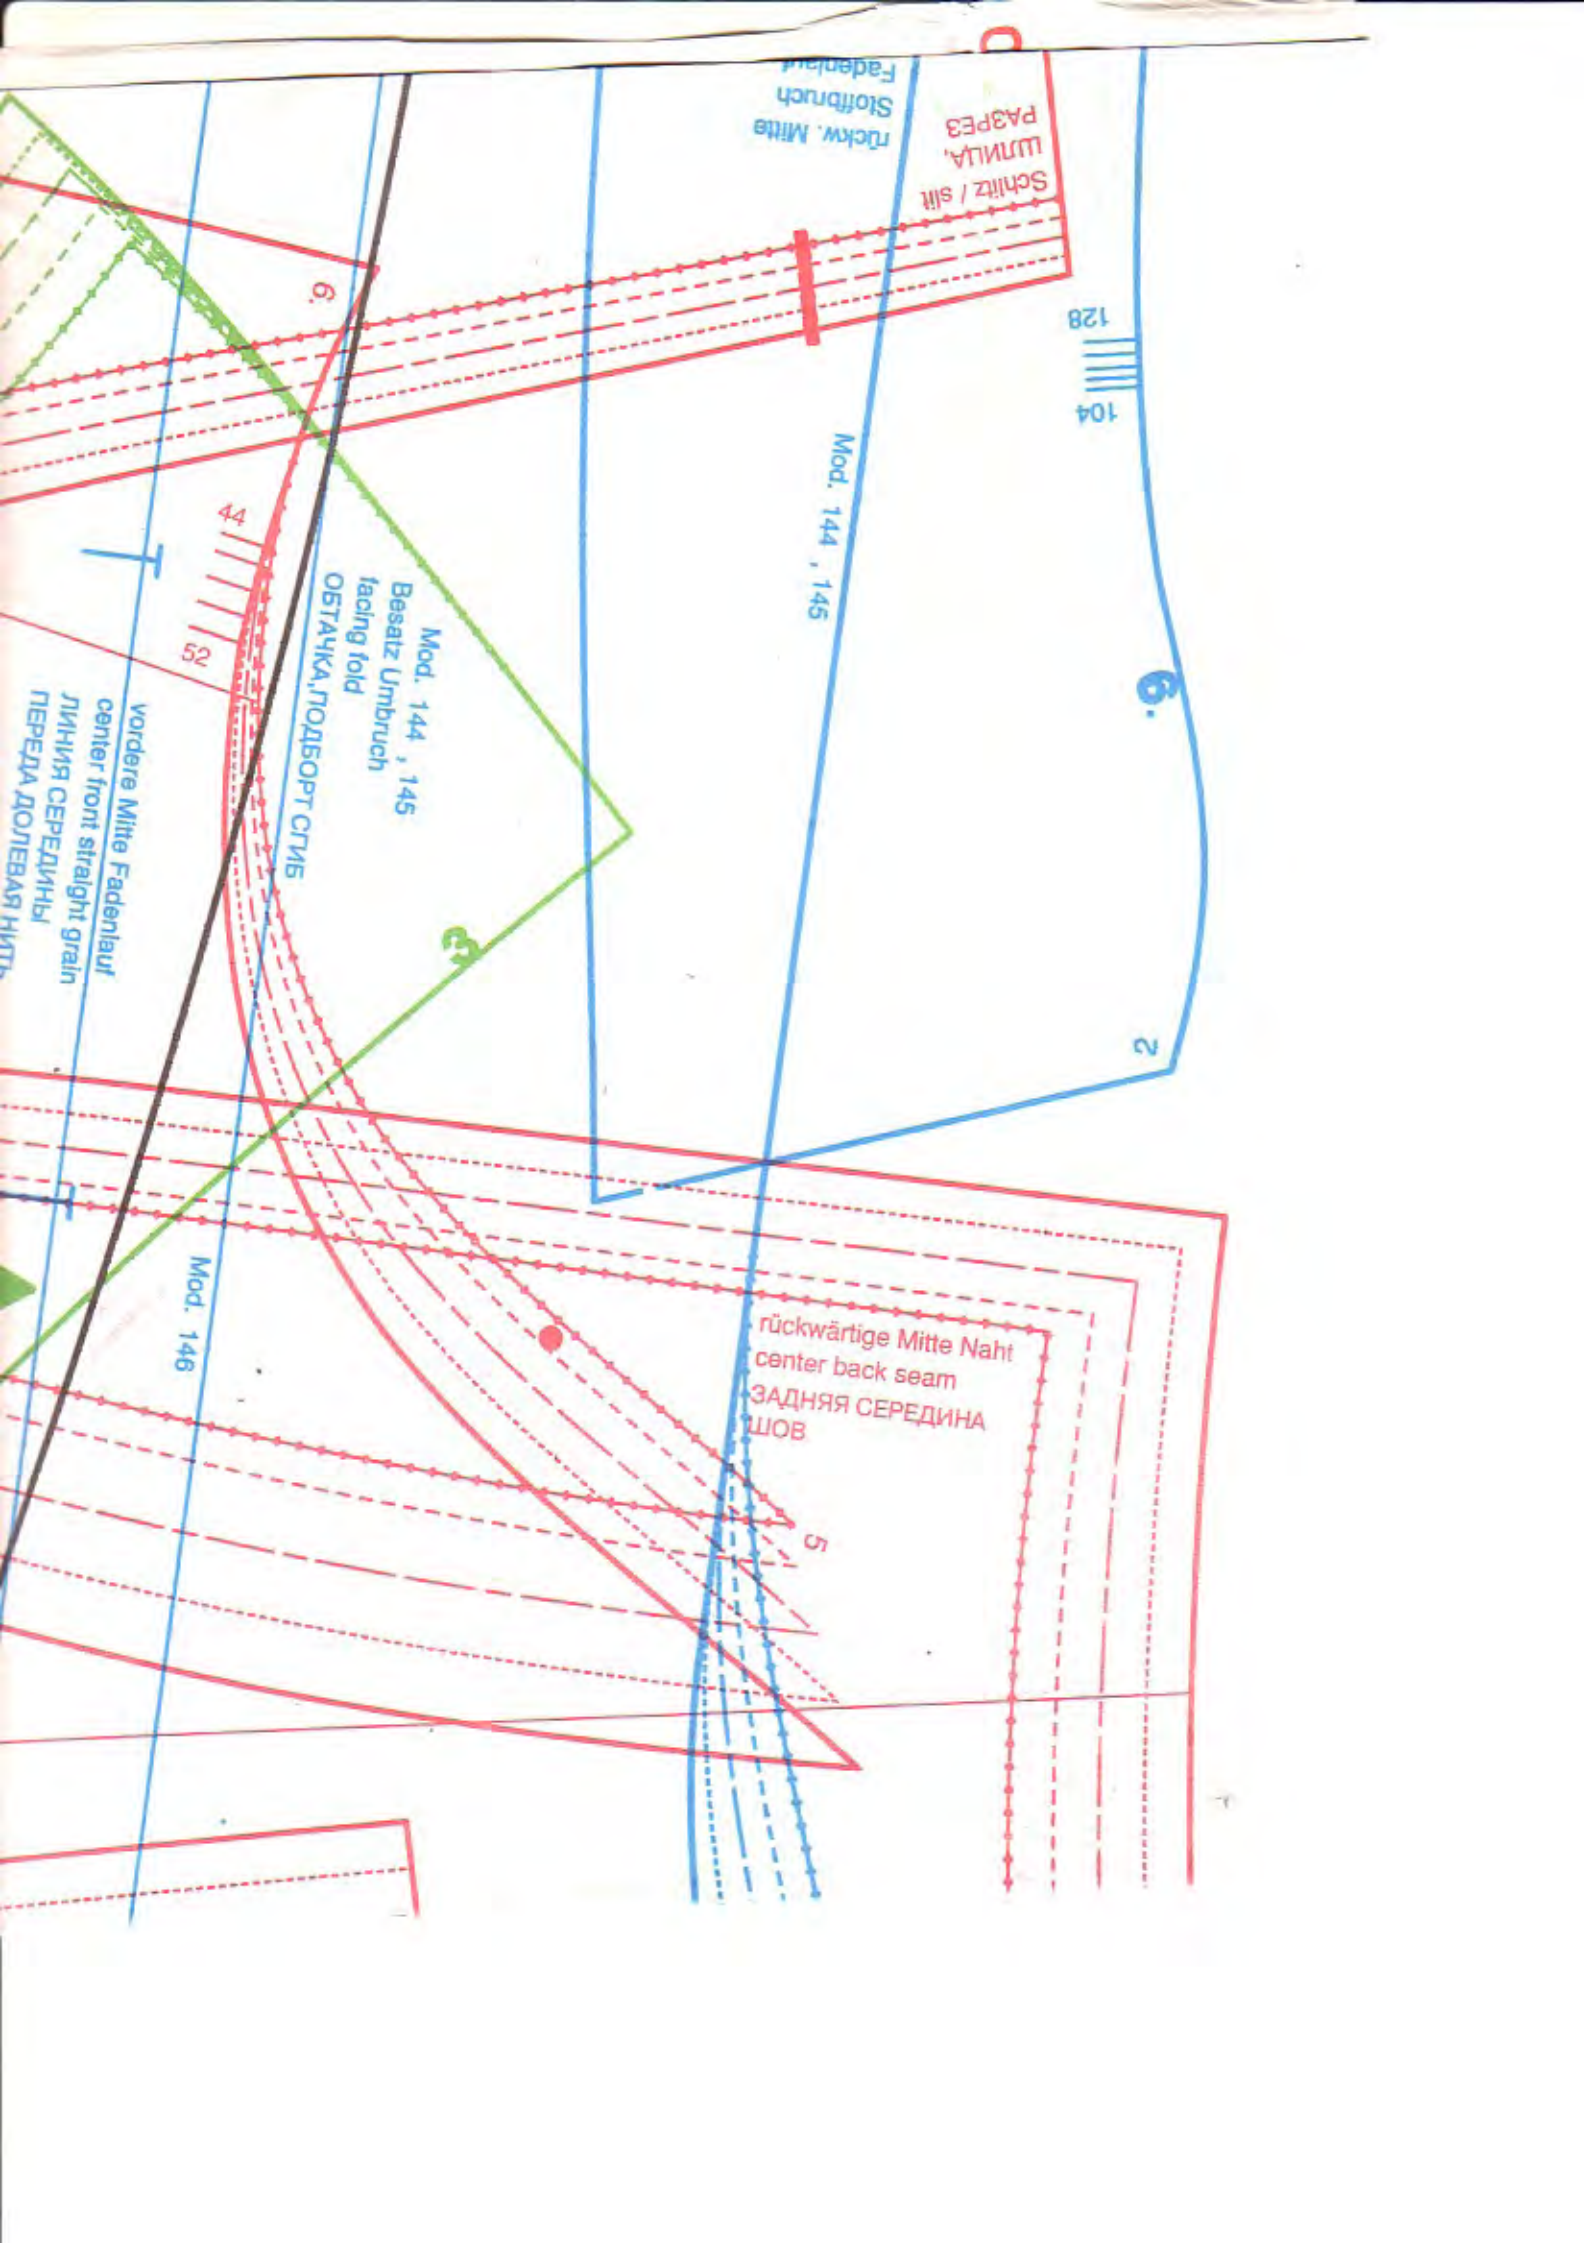 Fadenlauf
Stoffbruch
rückw. Mitte
Schlitz / slit
ШЛИЦА,
РАЗРЕЗ
6.
128
104
Mod. 144 , 145
44
52
Mod. 144 , 145
Besatz Umbruch
facing fold
ОБТАЧКА,ПОДБОРТ СГИБ
9.
vordere Mitte Fadenlauf
center front straight grain
ЛИНИЯ СЕРЕДИНЫ
ПЕРЕДА ДОЛЕВАЯ НИТЬ
3
2
Mod. 146
rückwärtige Mitte Naht
center back seam
ЗАДНЯЯ СЕРЕДИНА
ШОВ
5